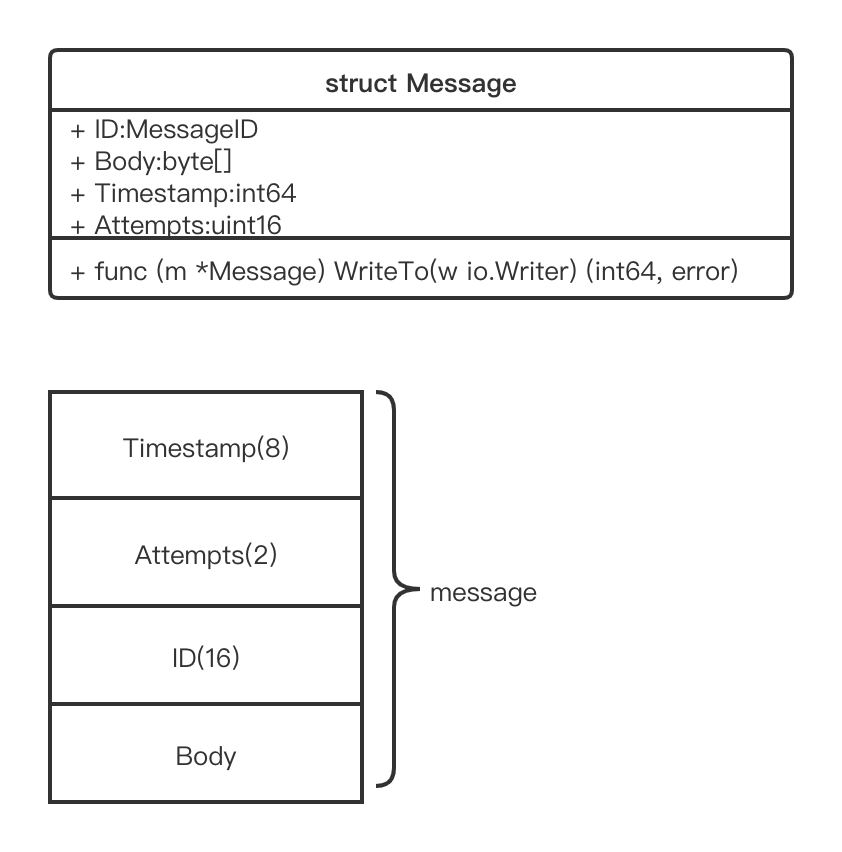 struct Message
+ ID:MessageID
+ Body:byte[]
+ Timestamp:int64
+ Attempts:uint16
+ func (m *Message) WriteTo(w io.Writer) (int64, error)
Timestamp(8)
Attempts(2)
message
ID(16)
Body